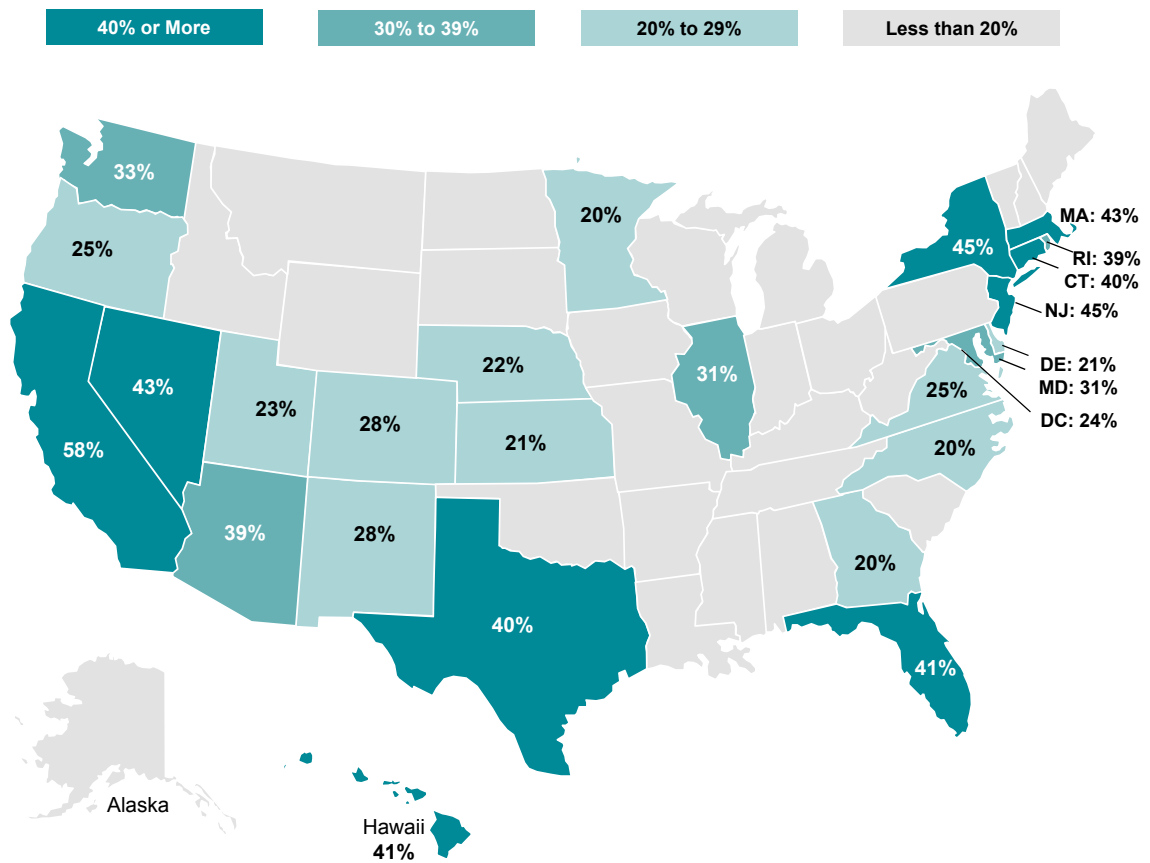 40% or More
30% to 39%
20% to 29%
Less than 20%
33%
20%
MA: 43%
25%
45%
RI: 39%
CT: 40%
NJ: 45%
22%
31%
DE: 21%
43%
MD: 31%
25%
23%
28%
DC: 24%
58%
21%
20%
39%
28%
20%
40%
41%
Alaska
Hawaii
41%